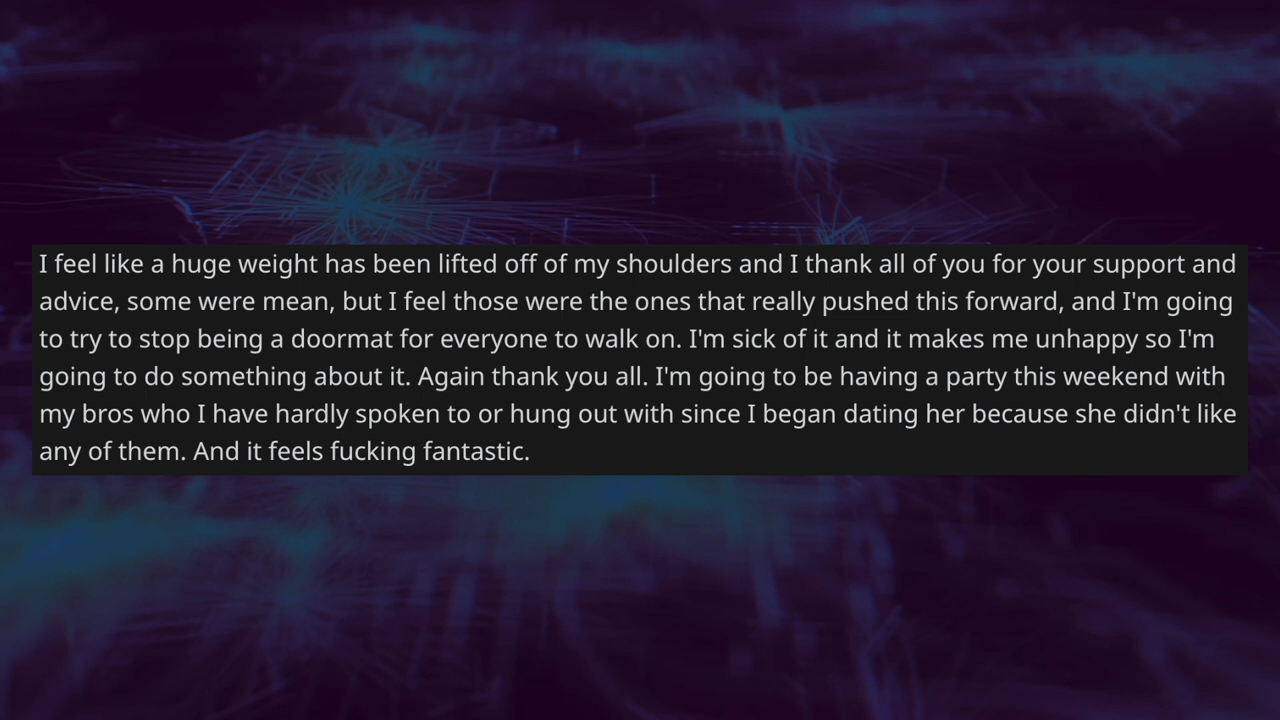 I feel like a huge weight has been lifted off of my shoulders and I thank all of you for your support and
advice, some were mean, but I feel those were the ones that really pushed this forward, and I'm going
to try to stop being a doormat for everyone to walk on. I'm sick of it and it makes me unhappy so I'm
going to do something about it. Again thank you all. I'm going to be having a party this weekend with
my bros who I have hardly spoken to or hung out with since I began dating her because she didn't like
any of them. And it feels fucking fantastic.